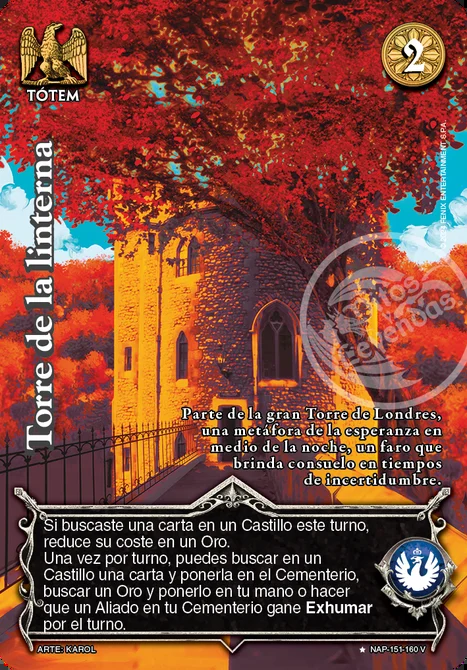 2
TÓTEM
Torre de la linterna
FENIX ENTERTAINMENT S.P.A.
Mitos
y
Leyendas
Parte de la gran Torre de Londres,
una metáfora de la esperanza en
medio de la noche, un faro que
brinda consuelo en tiempos
de incertidumbre.
Si buscaste una carta en un Castillo este turno,
reduce su coste en un Oro.
Una vez por turno, puedes buscar en un
Castillo una carta y ponerla en el Cementerio,
buscar un Oro y ponerlo en tu mano o hacer
que un Aliado en tu Cementerio gane Exhumar
por el turno.
ARTE: KAROL
★ NAP-151-160 V